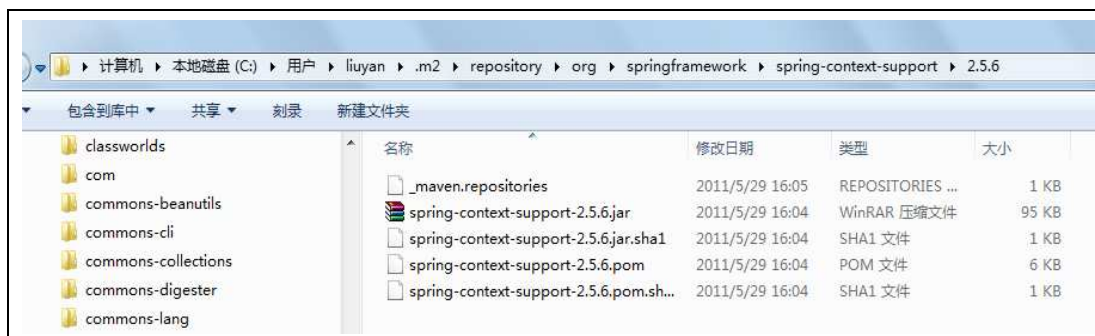 计算机 ▸ 本地磁盘 (C:) ▸ 用户 ▸ liuyan ▸ .m2 ▸ repository ▸ org ▸ springframework ▸ spring-context-support ▸ 2.5.6
包含到库中 共享 刻录 新建文件夹
classworlds
com
commons-beanutils
commons-cli
commons-collections
commons-digester
commons-lang
名称 修改日期 类型 大小
_maven.repositories 2011/5/29 16:05 REPOSITORIES ... 1 KB
spring-context-support-2.5.6.jar 2011/5/29 16:04 WinRAR 压缩文件 95 KB
spring-context-support-2.5.6.jar.sha1 2011/5/29 16:04 SHA1 文件 1 KB
spring-context-support-2.5.6.pom 2011/5/29 16:04 POM 文件 6 KB
spring-context-support-2.5.6.pom.sh... 2011/5/29 16:04 SHA1 文件 1 KB